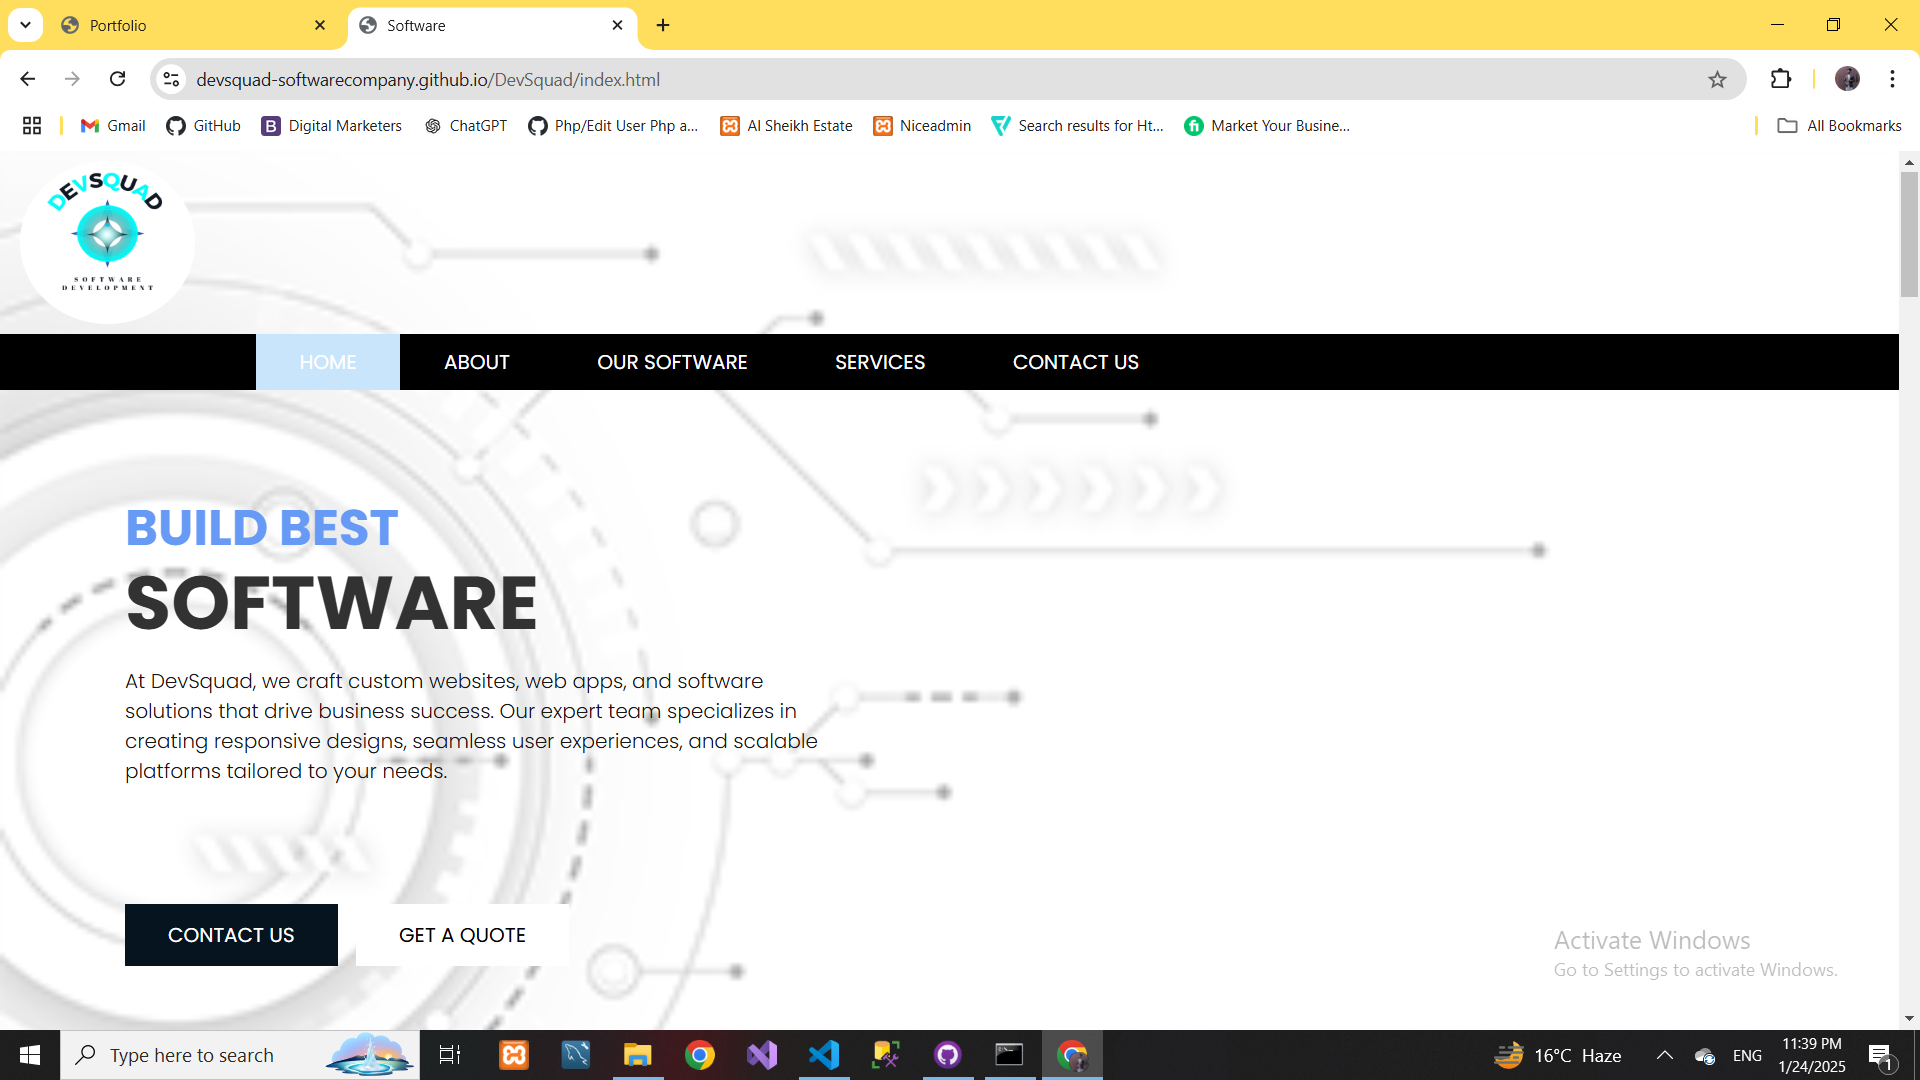 Portfolio
Software
devsquad-softwarecompany.github.io/DevSquad/index.html
Gmail
GitHub
Digital Marketers
ChatGPT
Php/Edit User Php a...
Al Sheikh Estate
Niceadmin
Search results for Ht...
Market Your Busine...
All Bookmarks
DEVSQUAD
SOFTWARE
DEVELOPMENT
HOME
ABOUT
OUR SOFTWARE
SERVICES
CONTACT US
BUILD BEST
SOFTWARE
At DevSquad, we craft custom websites, web apps, and software
solutions that drive business success. Our expert team specializes in
creating responsive designs, seamless user experiences, and scalable
platforms tailored to your needs.
CONTACT US
GET A QUOTE
Activate Windows
Go to Settings to activate Windows.
Type here to search
16°C Haze
ENG
11:39 PM
1/24/2025
1